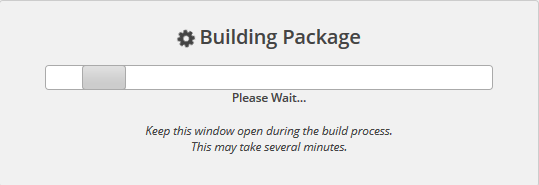 Building Package
Please Wait...
Keep this window open during the build process.
This may take several minutes.